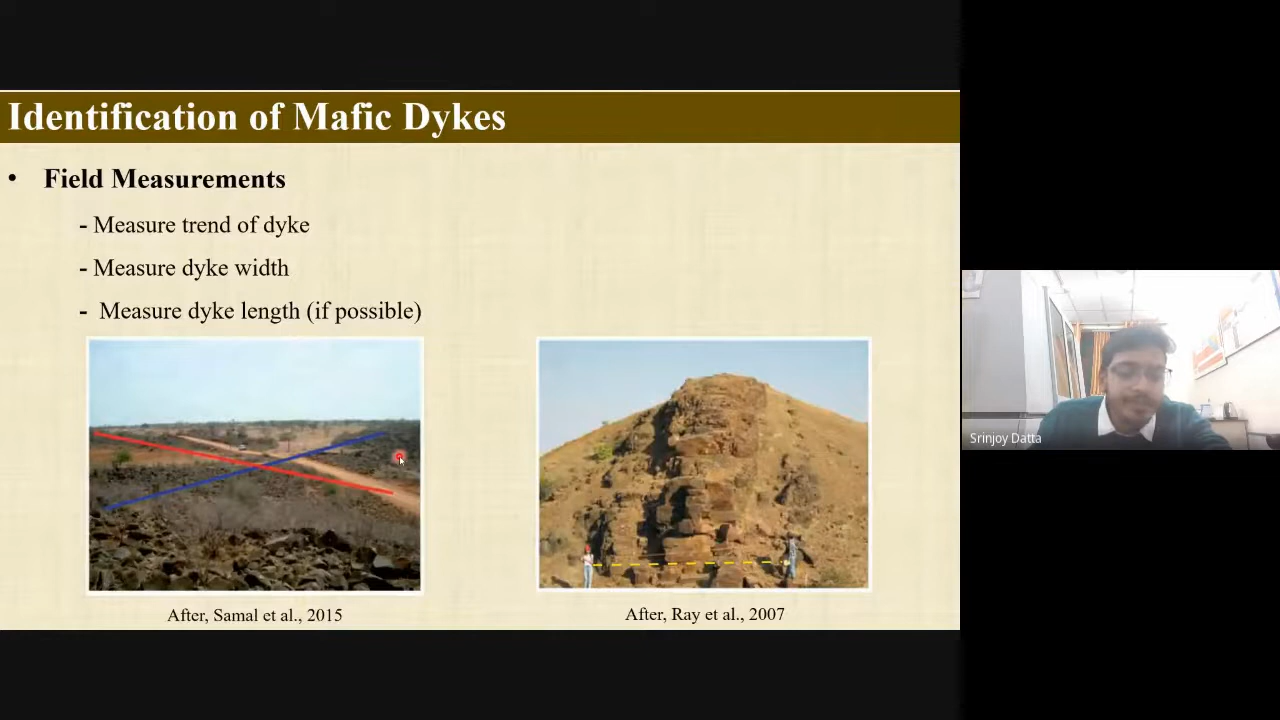 Identification of Mafic Dykes
• Field Measurements
- Measure trend of dyke
- Measure dyke width
- Measure dyke length (if possible)
After, Samal et al., 2015
After, Ray et al., 2007
Srinjoy Datta